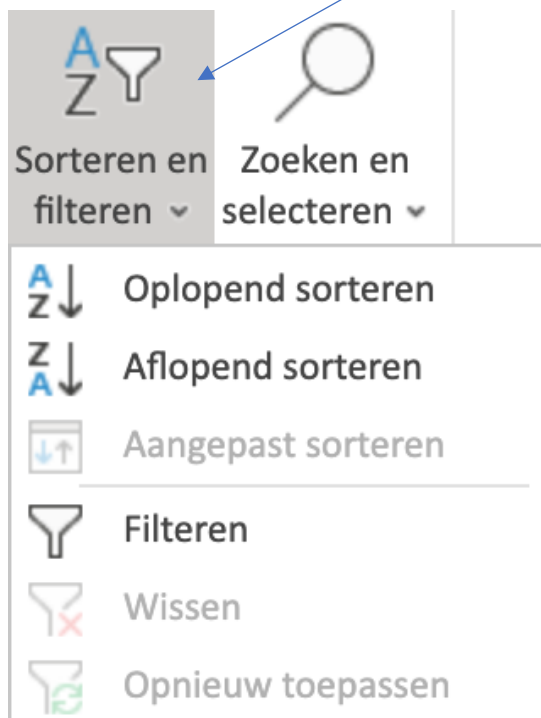 Sorteren en
filteren
Zoeken en
selecteren
Oplopend sorteren
Aflopend sorteren
Aangepast sorteren
Filteren
Wissen
Opnieuw toepassen